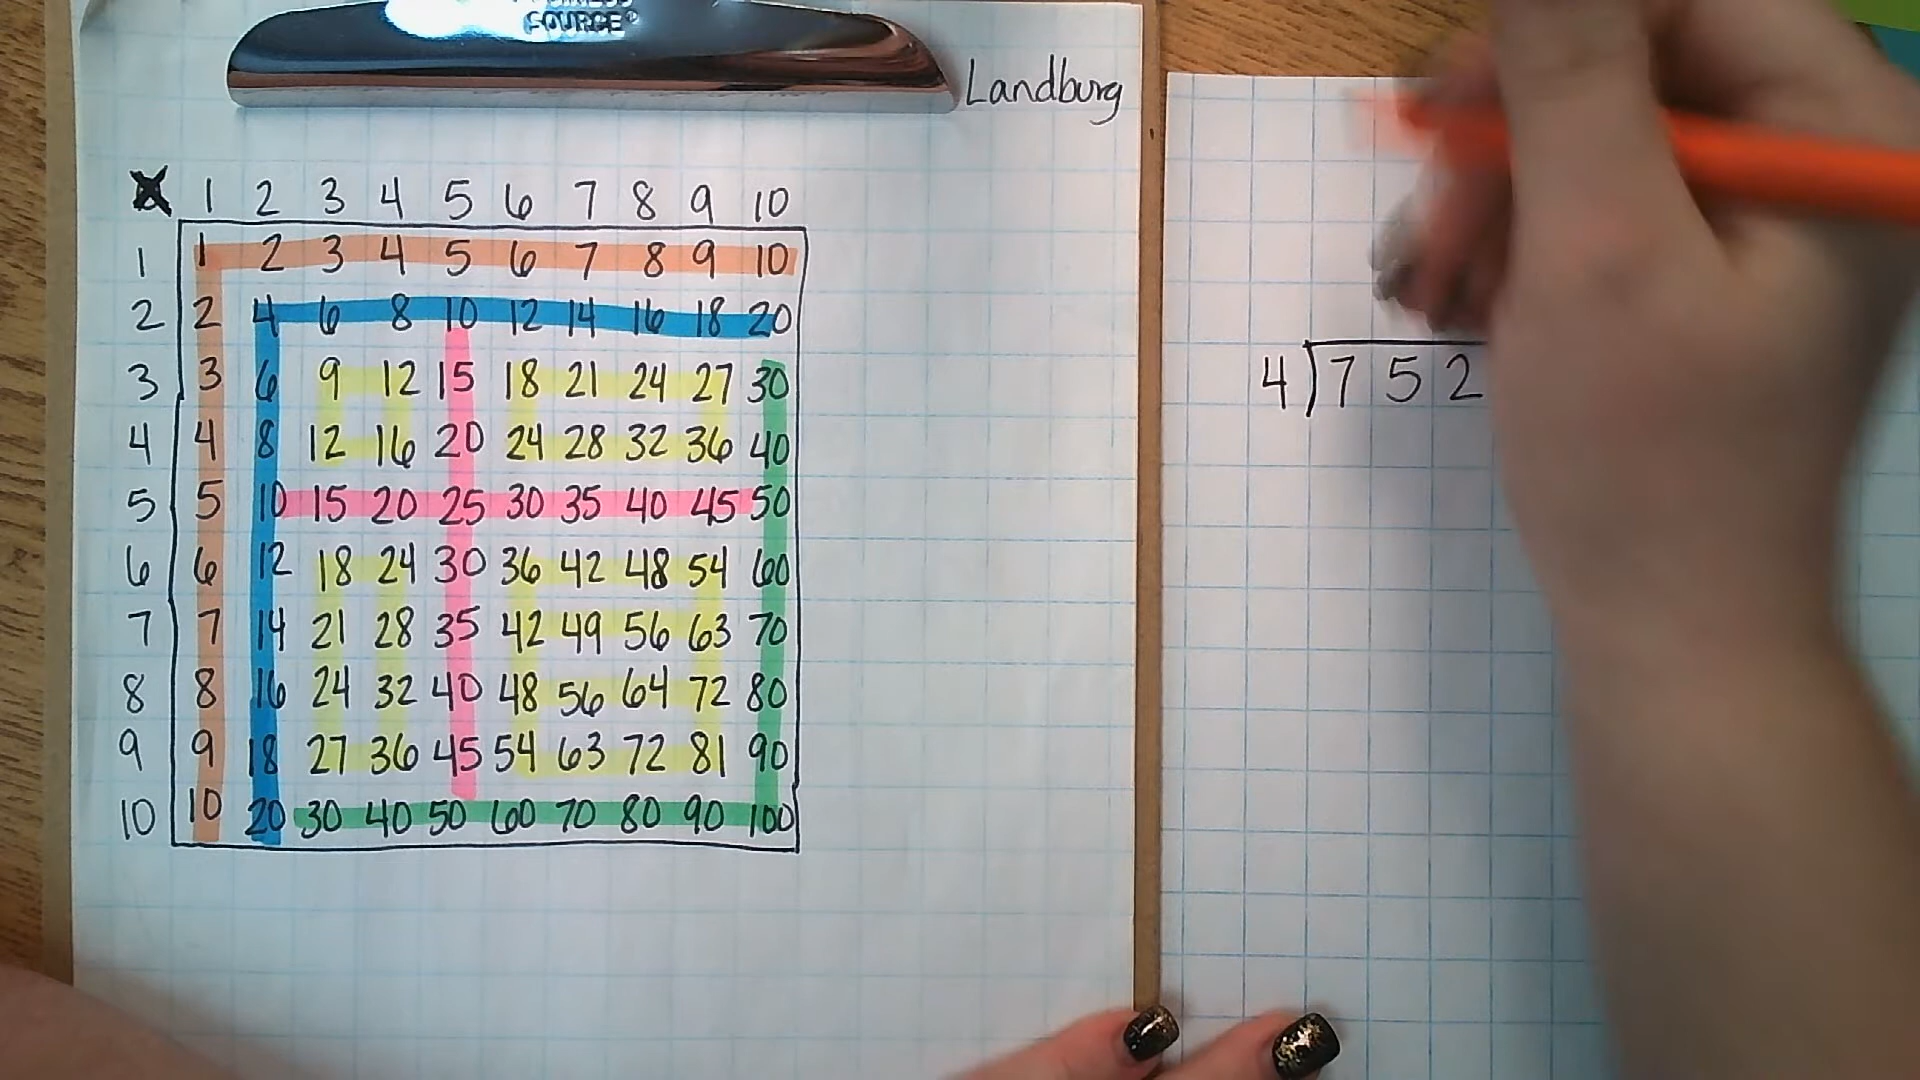 SOURCE®
Landburg
X 1 2 3 4 5 6 7 8 9 10
1 1 2 3 4 5 6 7 8 9 10
2 2 4 6 8 10 12 14 16 18 20
3 3 6 9 12 15 18 21 24 27 30
4 4 8 12 16 20 24 28 32 36 40
5 5 10 15 20 25 30 35 40 45 50
6 6 12 18 24 30 36 42 48 54 60
7 7 14 21 28 35 42 49 56 63 70
8 8 16 24 32 40 48 56 64 72 80
9 9 18 27 36 45 54 63 72 81 90
10 10 20 30 40 50 60 70 80 90 100
4)752